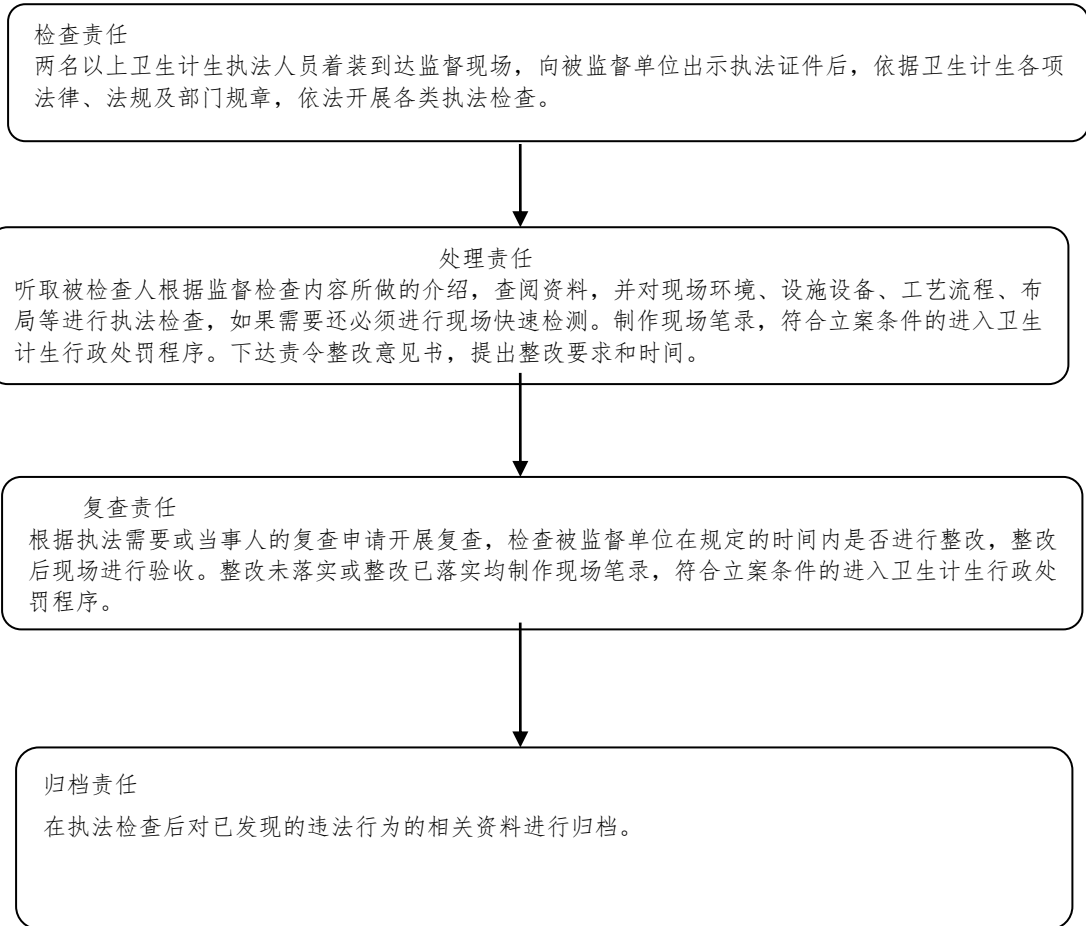 检查责任
两名以上卫生计生执法人员着装到达监督现场，向被监督单位出示执法证件后，依据卫生计生各项
法律、法规及部门规章，依法开展各类执法检查。
处理责任
听取被检查人根据监督检查内容所做的介绍，查阅资料，并对现场环境、设施设备、工艺流程、布
局等进行执法检查，如果需要还必须进行现场快速检测。制作现场笔录，符合立案条件的进入卫生
计生行政处罚程序。下达责令整改意见书，提出整改要求和时间。
复查责任
根据执法需要或当事人的复查申请开展复查，检查被监督单位在规定的时间内是否进行整改，整改
后现场进行验收。整改未落实或整改已落实均制作现场笔录，符合立案条件的进入卫生计生行政处
罚程序。
归档责任
在执法检查后对已发现的违法行为的相关资料进行归档。